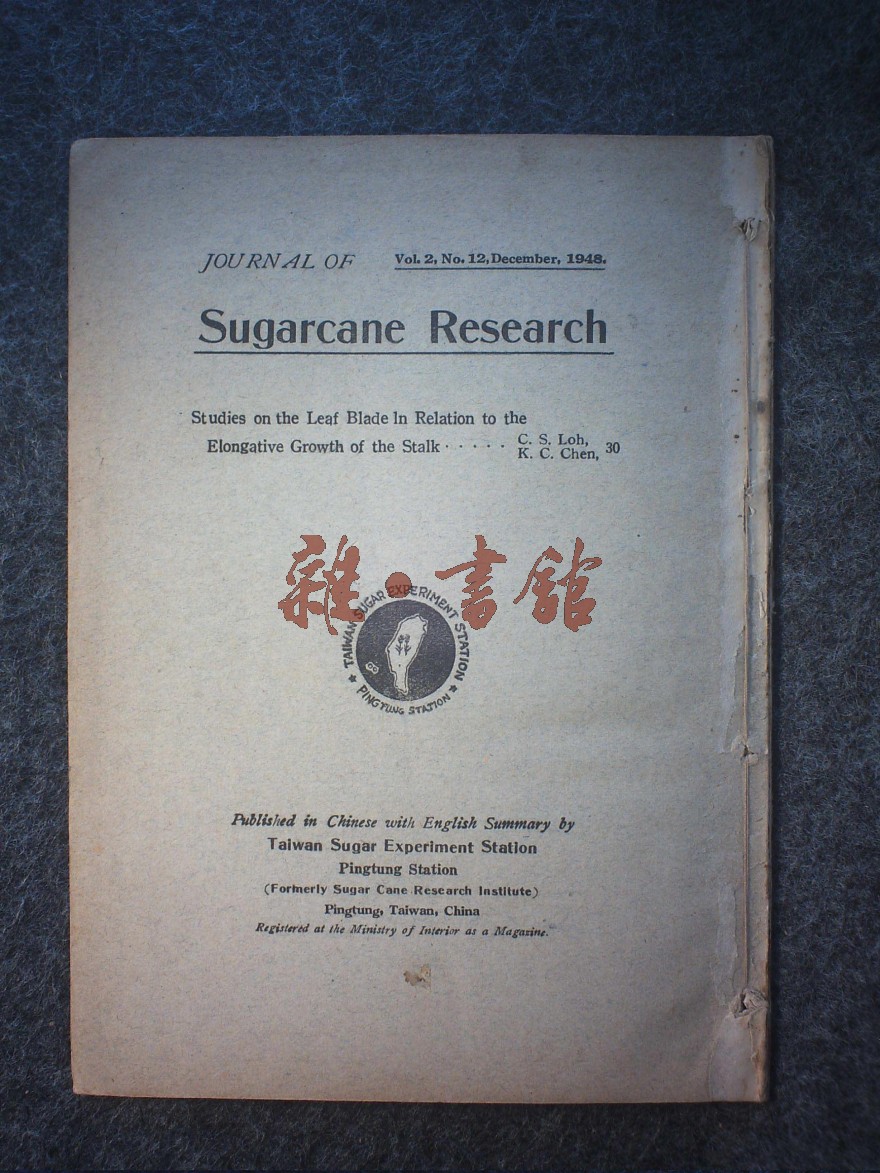 JOURNAL OF Vol. 2, No. 12, December, 1948.
Sugarcane Research
Studies on the Leaf Blade In Relation to the
Elongative Growth of the Stalk · · · · · C. S. Loh, K. C. Chen, 30
雜·書館
TAIWAN SUGAR EXPERIMENT STATION
PINGTUNG STATION
Published in Chinese with English Summary by
Taiwan Sugar Experiment Station
Pingtung Station
(Formerly Sugar Cane Research Institute)
Pingtung, Taiwan, China
Registered at the Ministry of Interior as a Magazine.